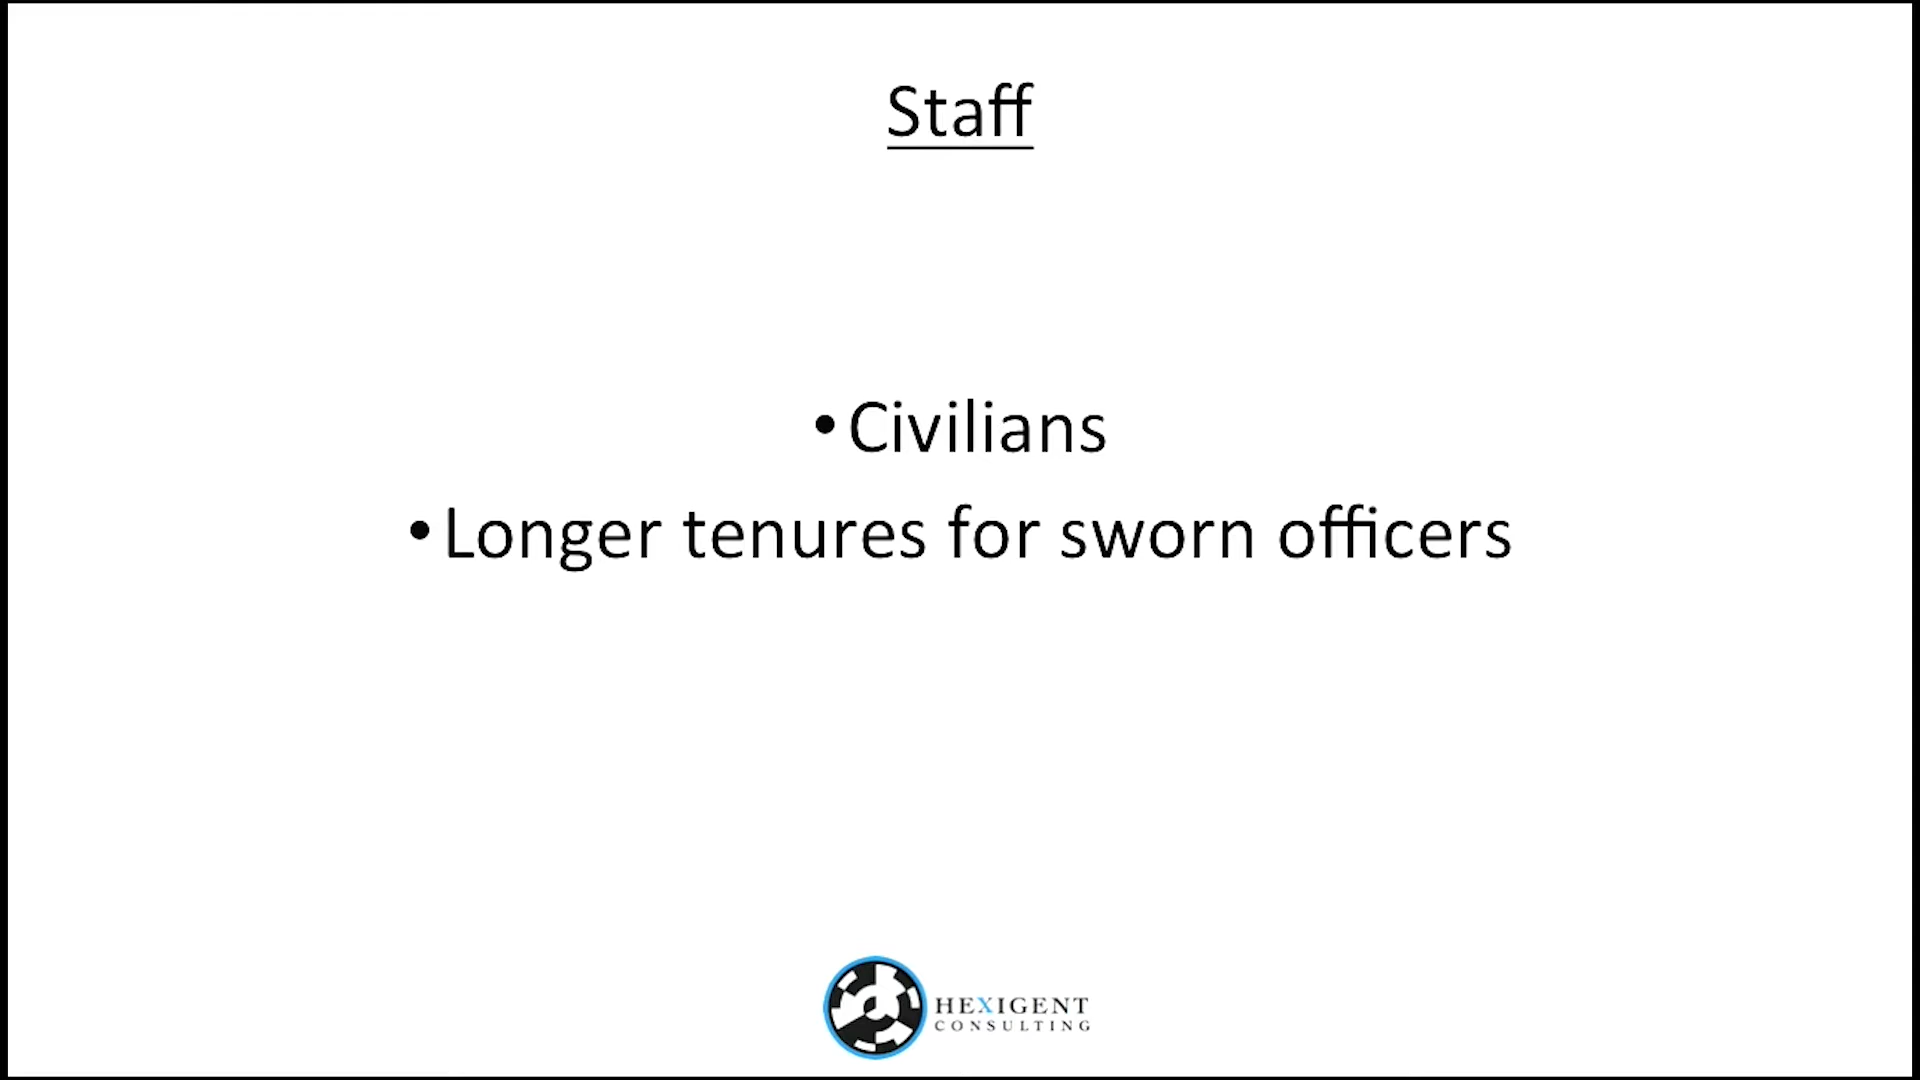 Staff
•Civilians
•Longer tenures for sworn officers
HEXIGENT
CONSULTING